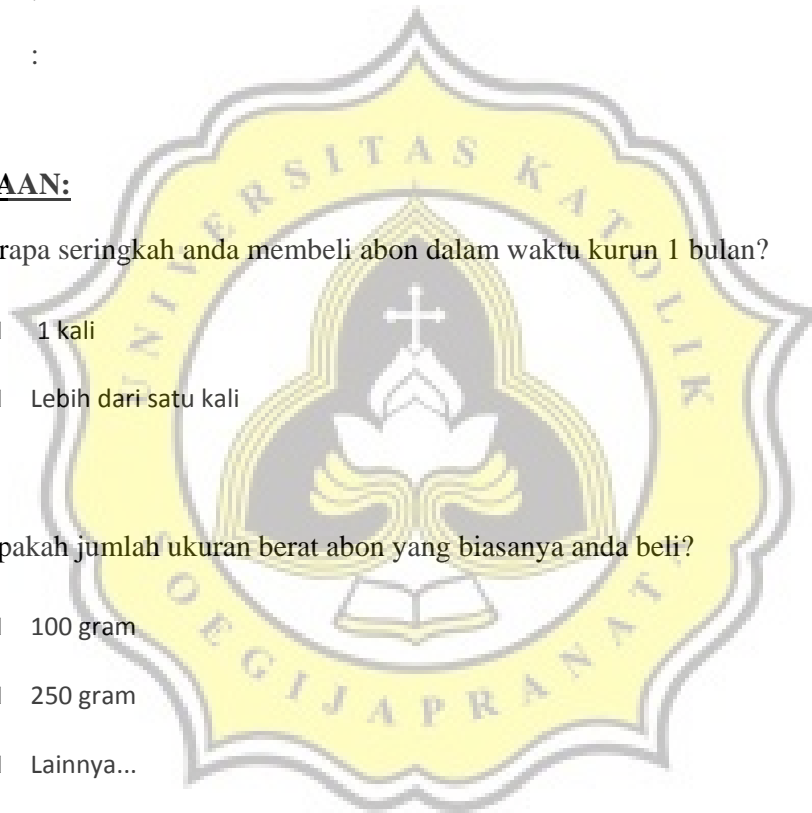 :
AAN:
rapa seringkah anda membeli abon dalam waktu kurun 1 bulan?
1 kali
Lebih dari satu kali
pakah jumlah ukuran berat abon yang biasanya anda beli?
100 gram
250 gram
Lainnya...
UNIVERSITAS KATOLIK
SOEGIJAPRANATA